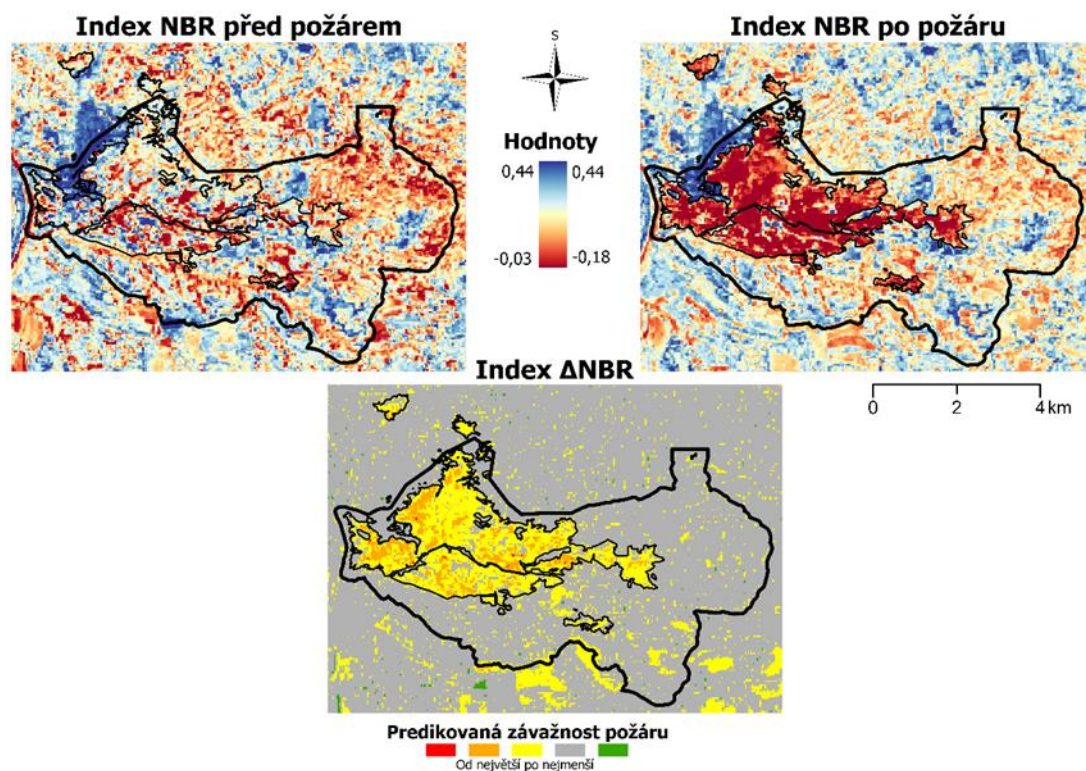 Index NBR před požárem
Index NBR po požáru
S
Hodnoty
0,44 0,44
-0,03 -0,18
Index ΔNBR
0 2 4 km
Predikovaná závažnost požáru
Od největší po nejmenší